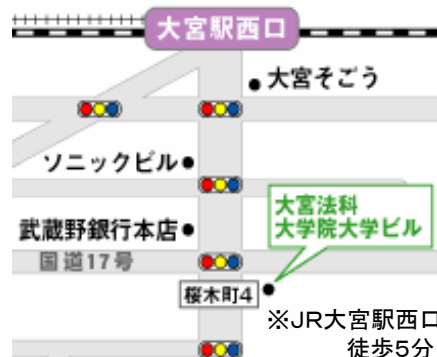 大宮駅西口
大宮そごう
ソニックビル
大宮法科
大学院大学ビル
武蔵野銀行本店
国道17号
桜木町4
※JR大宮駅西口
徒歩5分